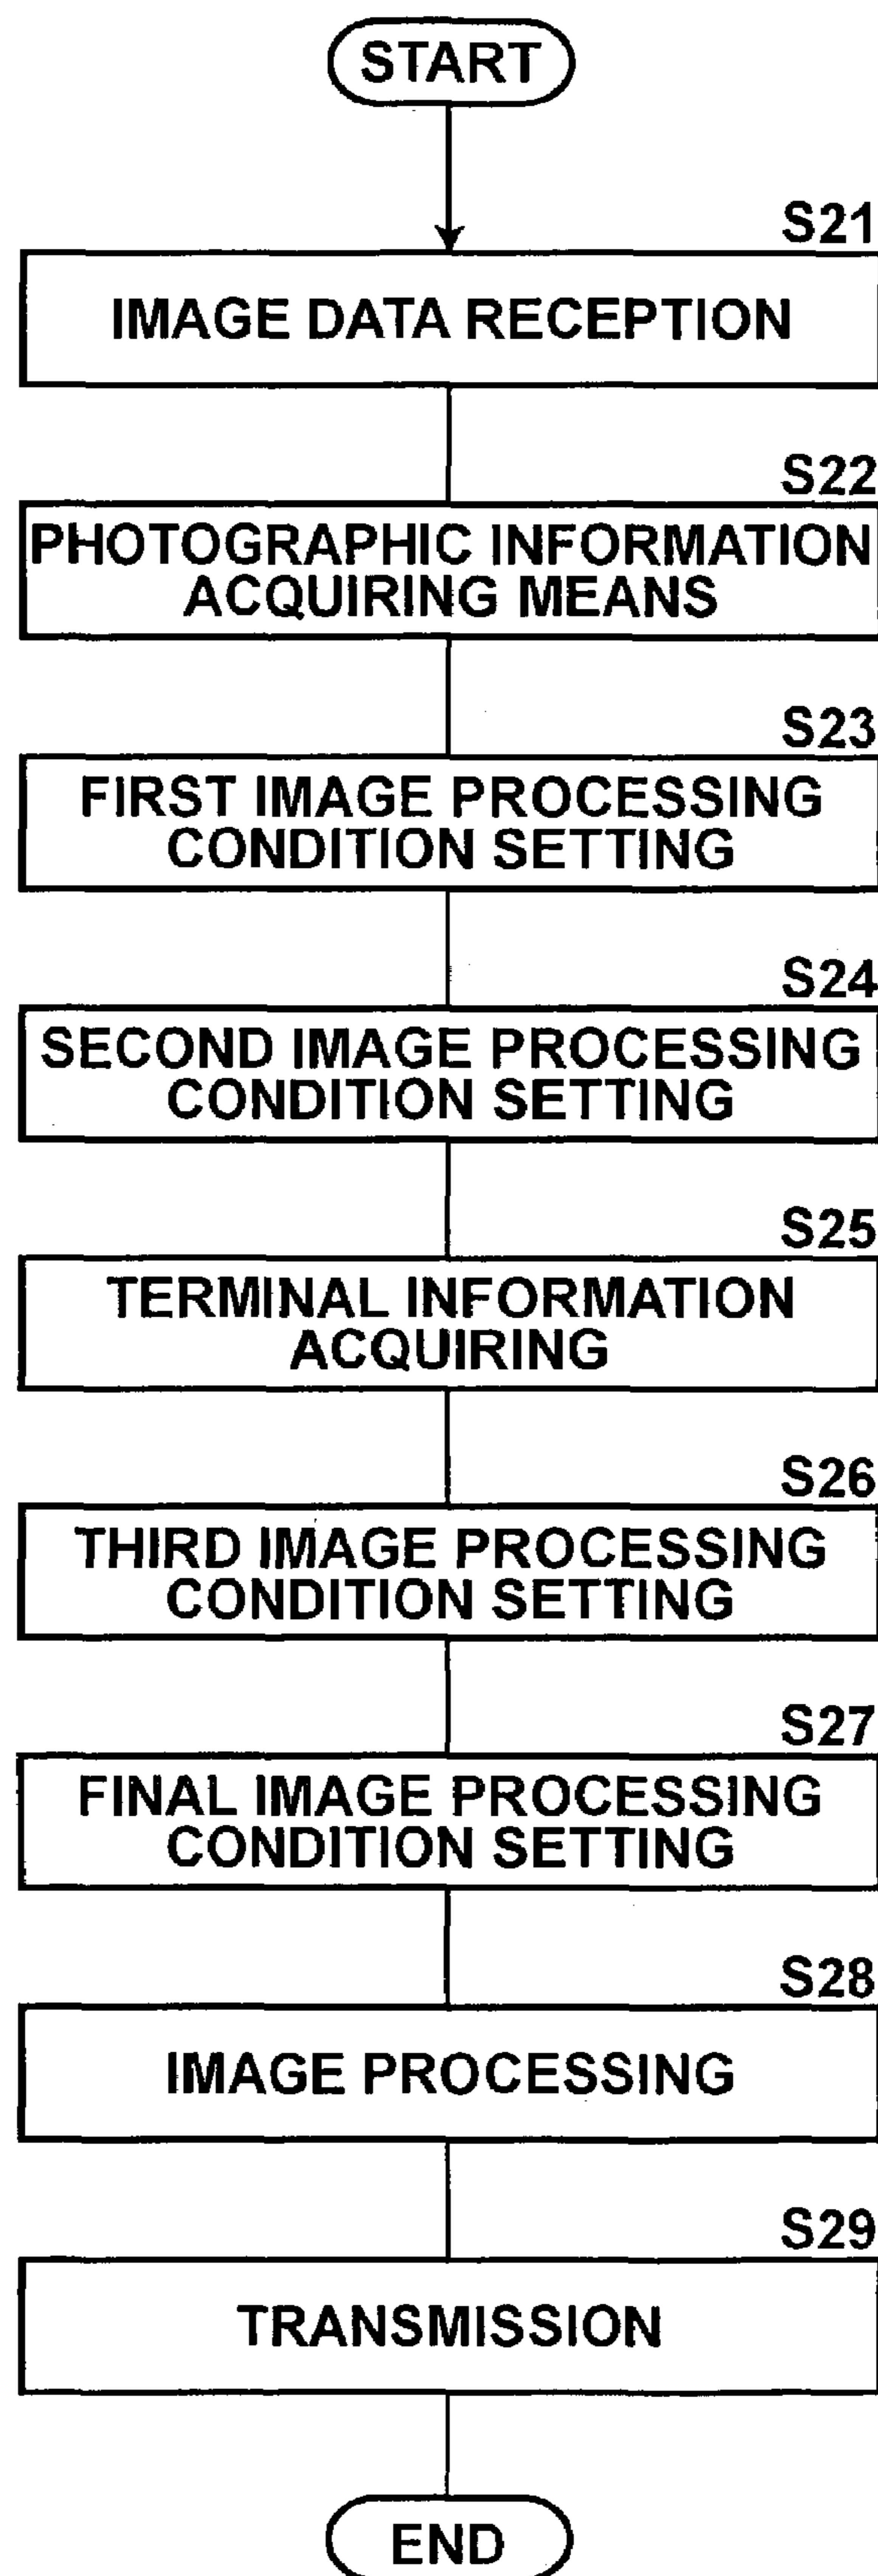 START
S21
IMAGE DATA RECEPTION
S22
PHOTOGRAPHIC INFORMATION
ACQUIRING MEANS
S23
FIRST IMAGE PROCESSING
CONDITION SETTING
S24
SECOND IMAGE PROCESSING
CONDITION SETTING
S25
TERMINAL INFORMATION
ACQUIRING
S26
THIRD IMAGE PROCESSING
CONDITION SETTING
S27
FINAL IMAGE PROCESSING
CONDITION SETTING
S28
IMAGE PROCESSING
S29
TRANSMISSION
END